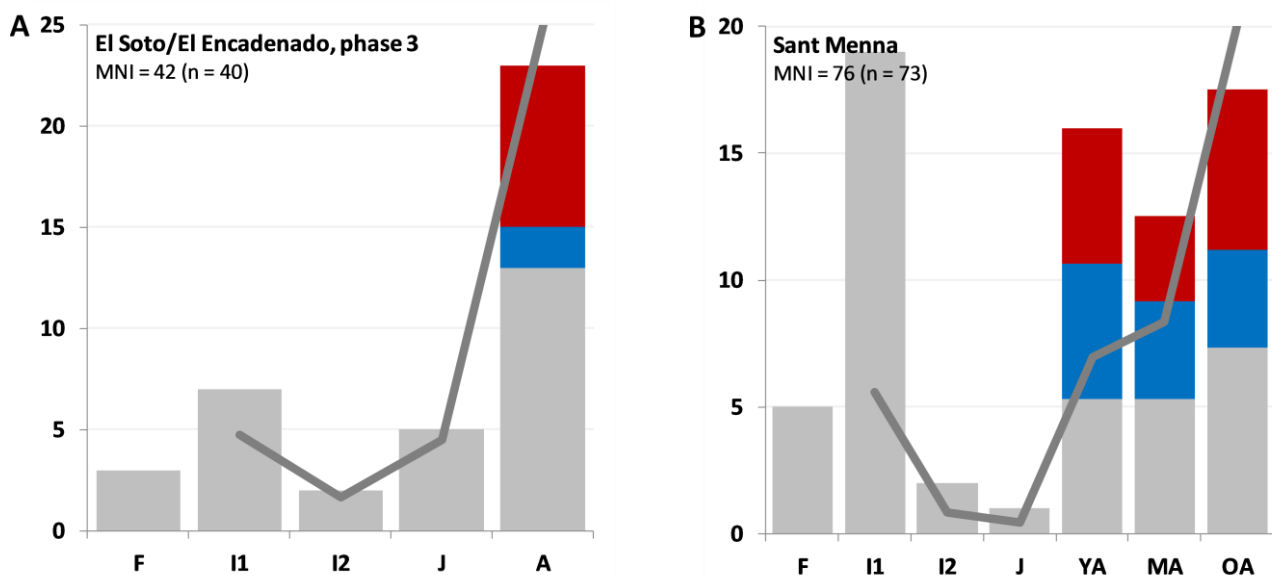 A
El Soto/El Encadenado, phase 3
MNI = 42 (n = 40)
25
20
15
10
5
0
F I1 I2 J A
B
Sant Menna
MNI = 76 (n = 73)
20
15
10
5
0
F I1 I2 J YA MA OA